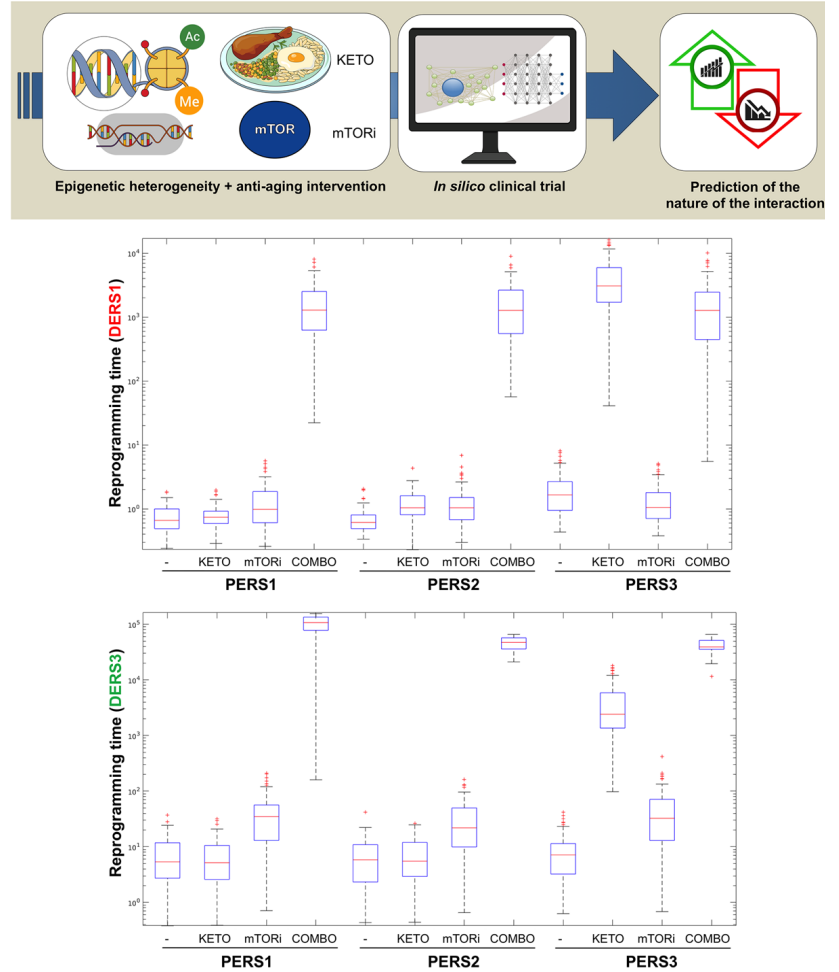 Ac
KETO
Me
mTOR
mTORi
Epigenetic heterogeneity + anti-aging intervention
In silico clinical trial
Prediction of the
nature of the interaction
Reprogramming time (DERS1)
10⁴
10³
10²
10¹
10⁰
- KETO mTORi COMBO - KETO mTORi COMBO - KETO mTORi COMBO
PERS1 PERS2 PERS3
Reprogramming time (DERS3)
10⁵
10⁴
10³
10²
10¹
10⁰
- KETO mTORi COMBO - KETO mTORi COMBO - KETO mTORi COMBO
PERS1 PERS2 PERS3